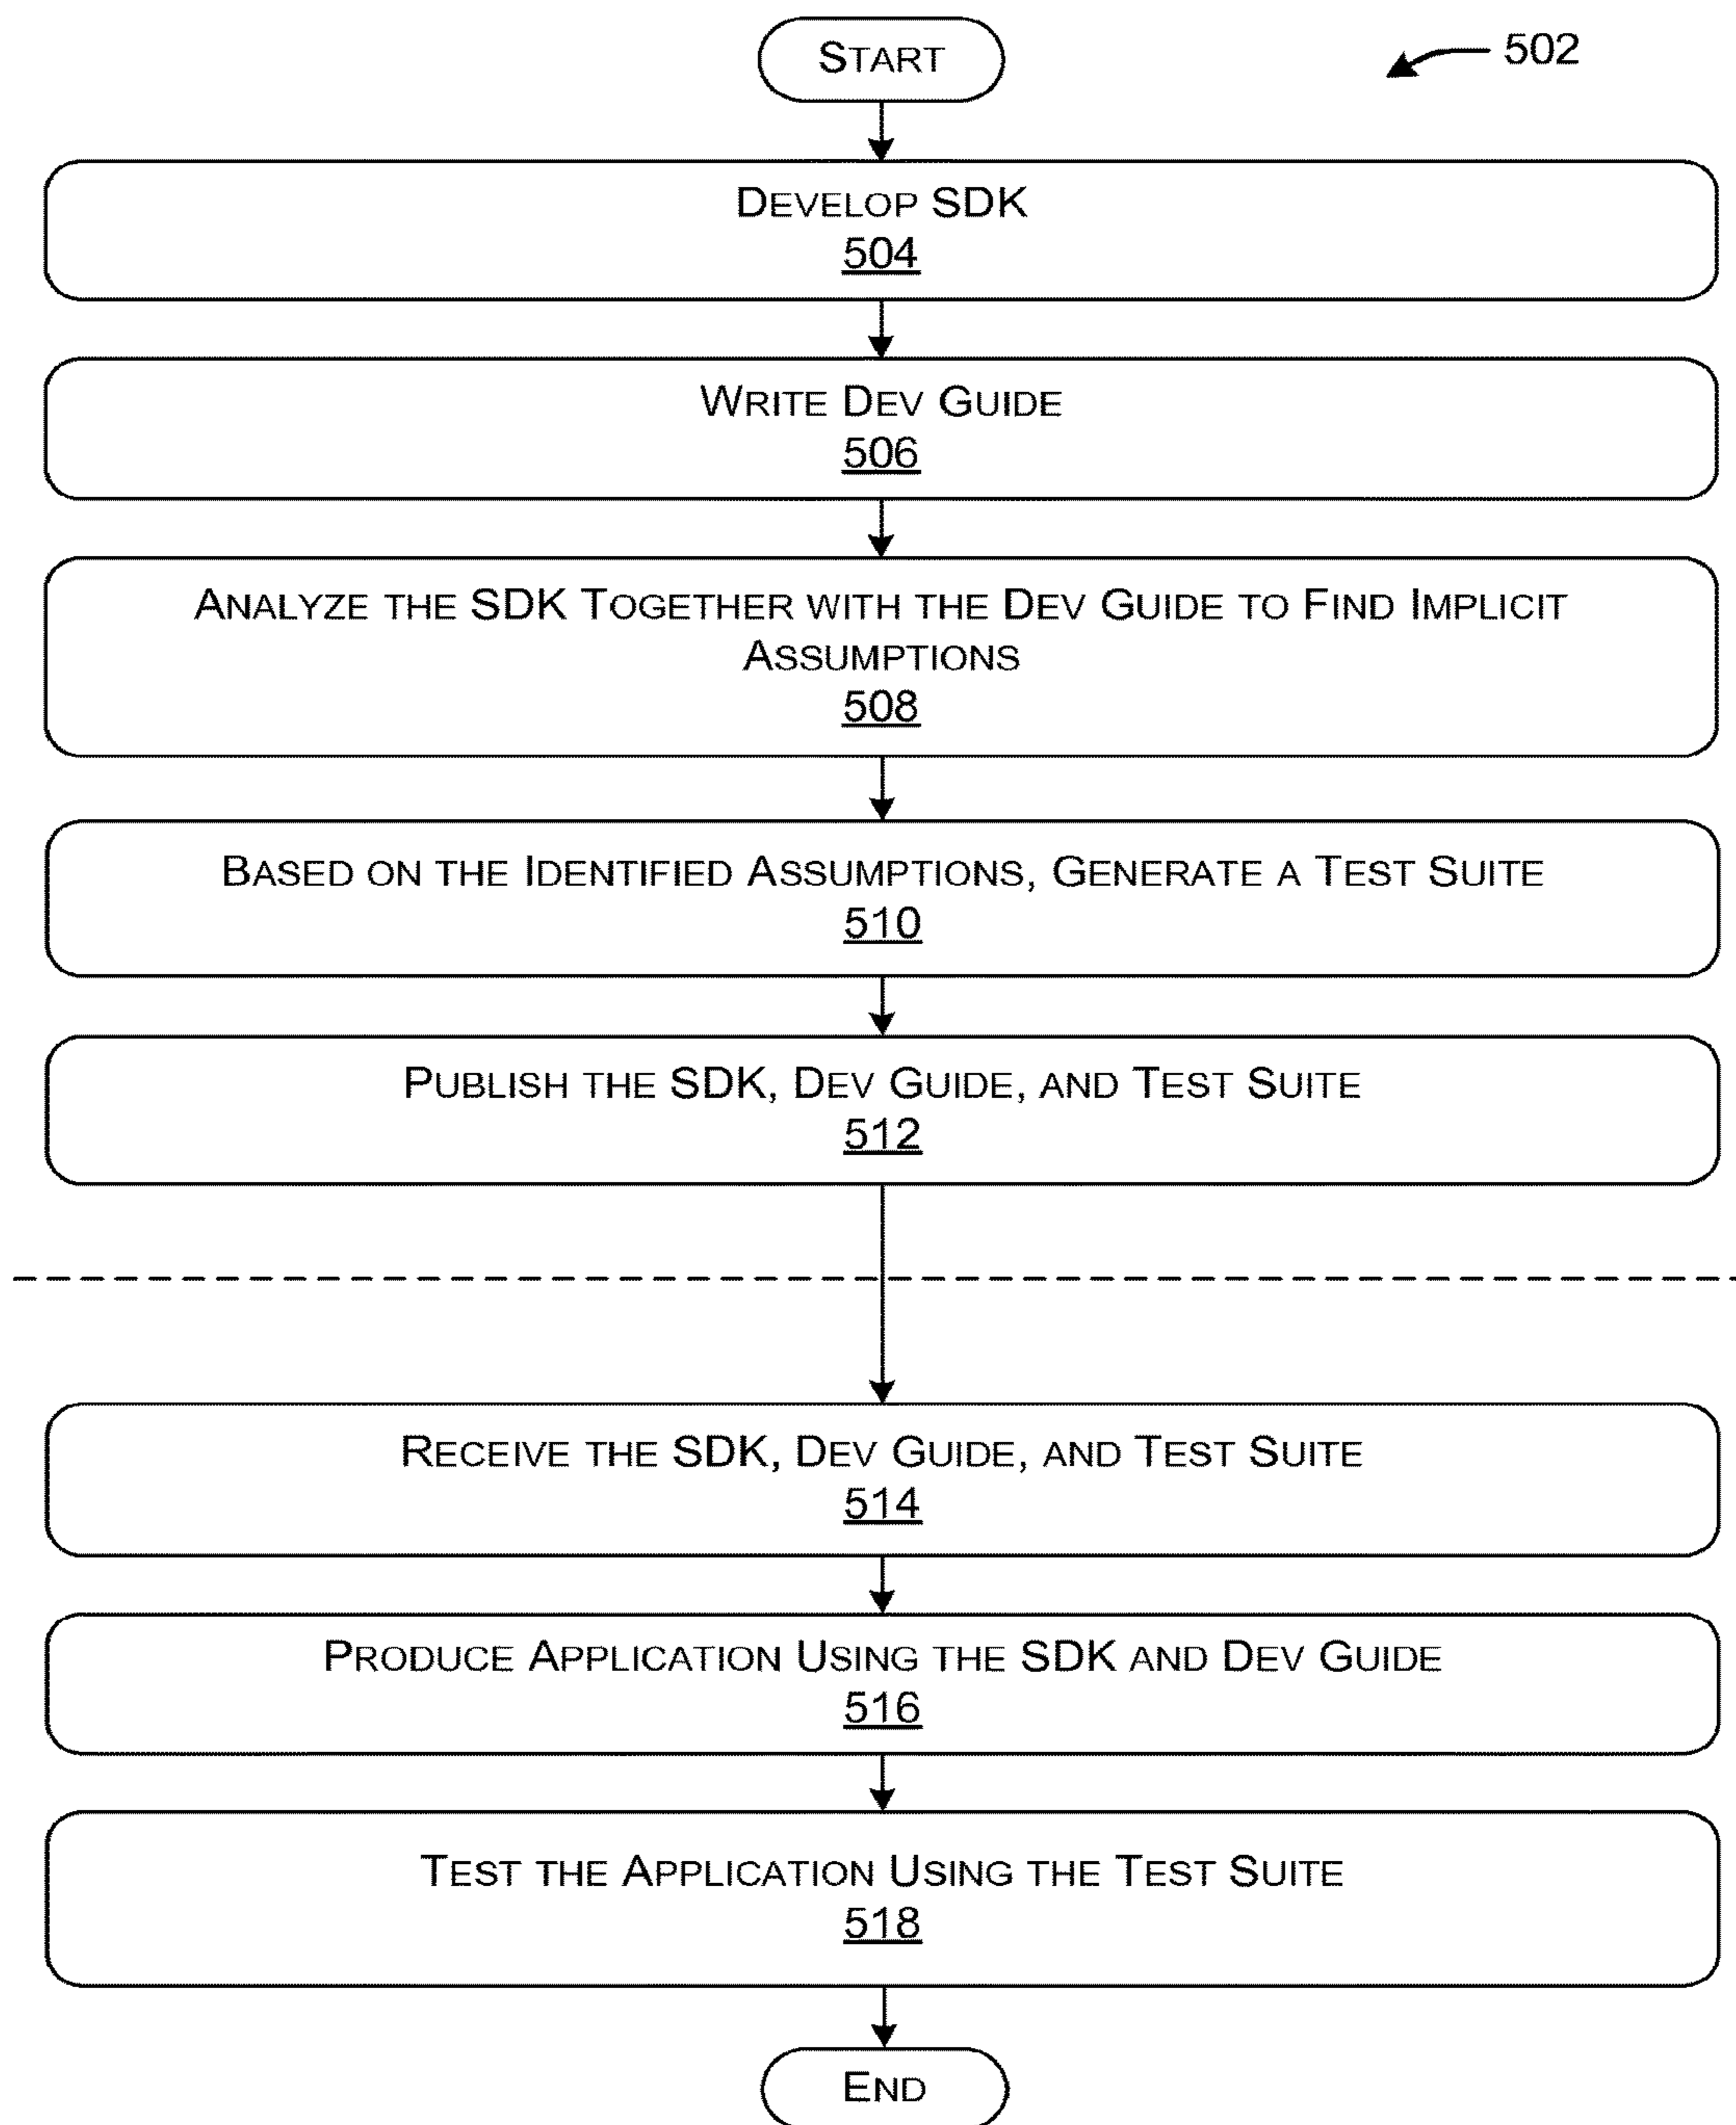 START
502
DEVELOP SDK
504
WRITE DEV GUIDE
506
ANALYZE THE SDK TOGETHER WITH THE DEV GUIDE TO FIND IMPLICIT
ASSUMPTIONS
508
BASED ON THE IDENTIFIED ASSUMPTIONS, GENERATE A TEST SUITE
510
PUBLISH THE SDK, DEV GUIDE, AND TEST SUITE
512
RECEIVE THE SDK, DEV GUIDE, AND TEST SUITE
514
PRODUCE APPLICATION USING THE SDK AND DEV GUIDE
516
TEST THE APPLICATION USING THE TEST SUITE
518
END